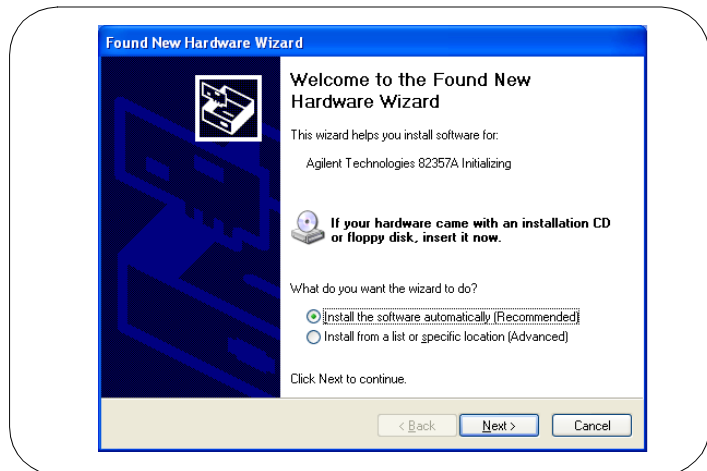 Found New Hardware Wizard
Welcome to the Found New
Hardware Wizard
This wizard helps you install software for:
Agilent Technologies 82357A Initializing
If your hardware came with an installation CD
or floppy disk, insert it now.
What do you want the wizard to do?
Install the software automatically (Recommended)
Install from a list or specific location (Advanced)
Click Next to continue.
< Back Next > Cancel